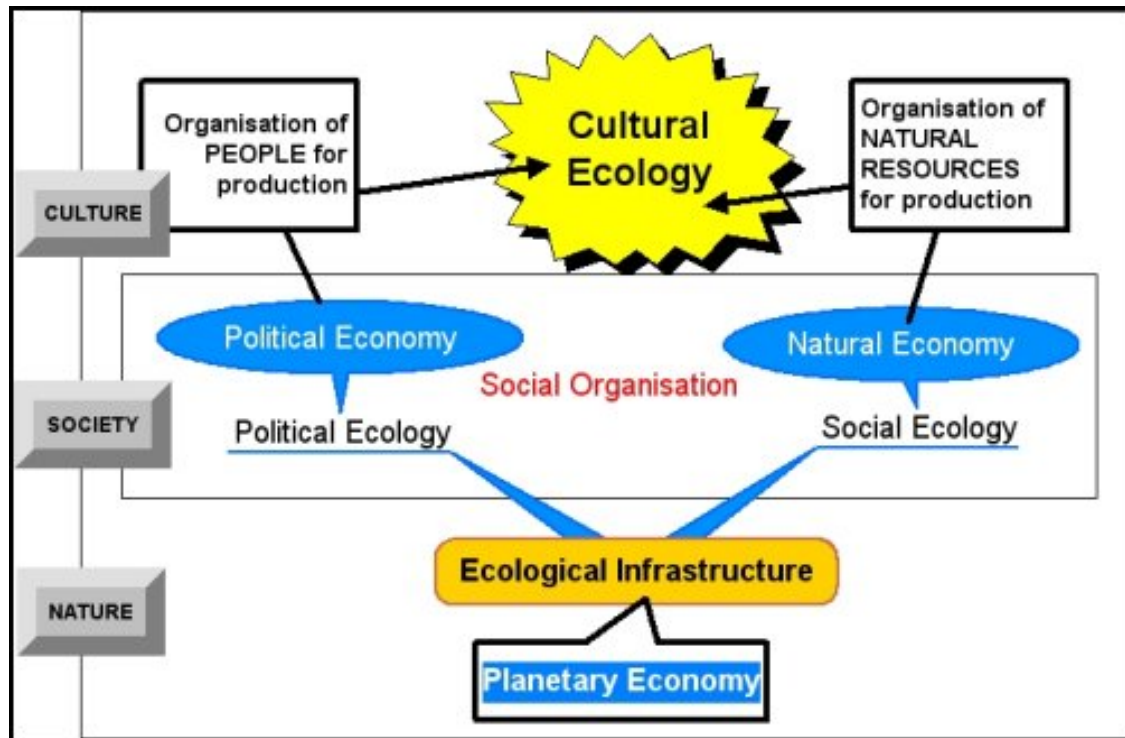 Organisation of
PEOPLE for
production
Cultural
Ecology
Organisation of
NATURAL
RESOURCES
for production
CULTURE
Political Economy
Natural Economy
Social Organisation
SOCIETY
Political Ecology
Social Ecology
Ecological Infrastructure
NATURE
Planetary Economy